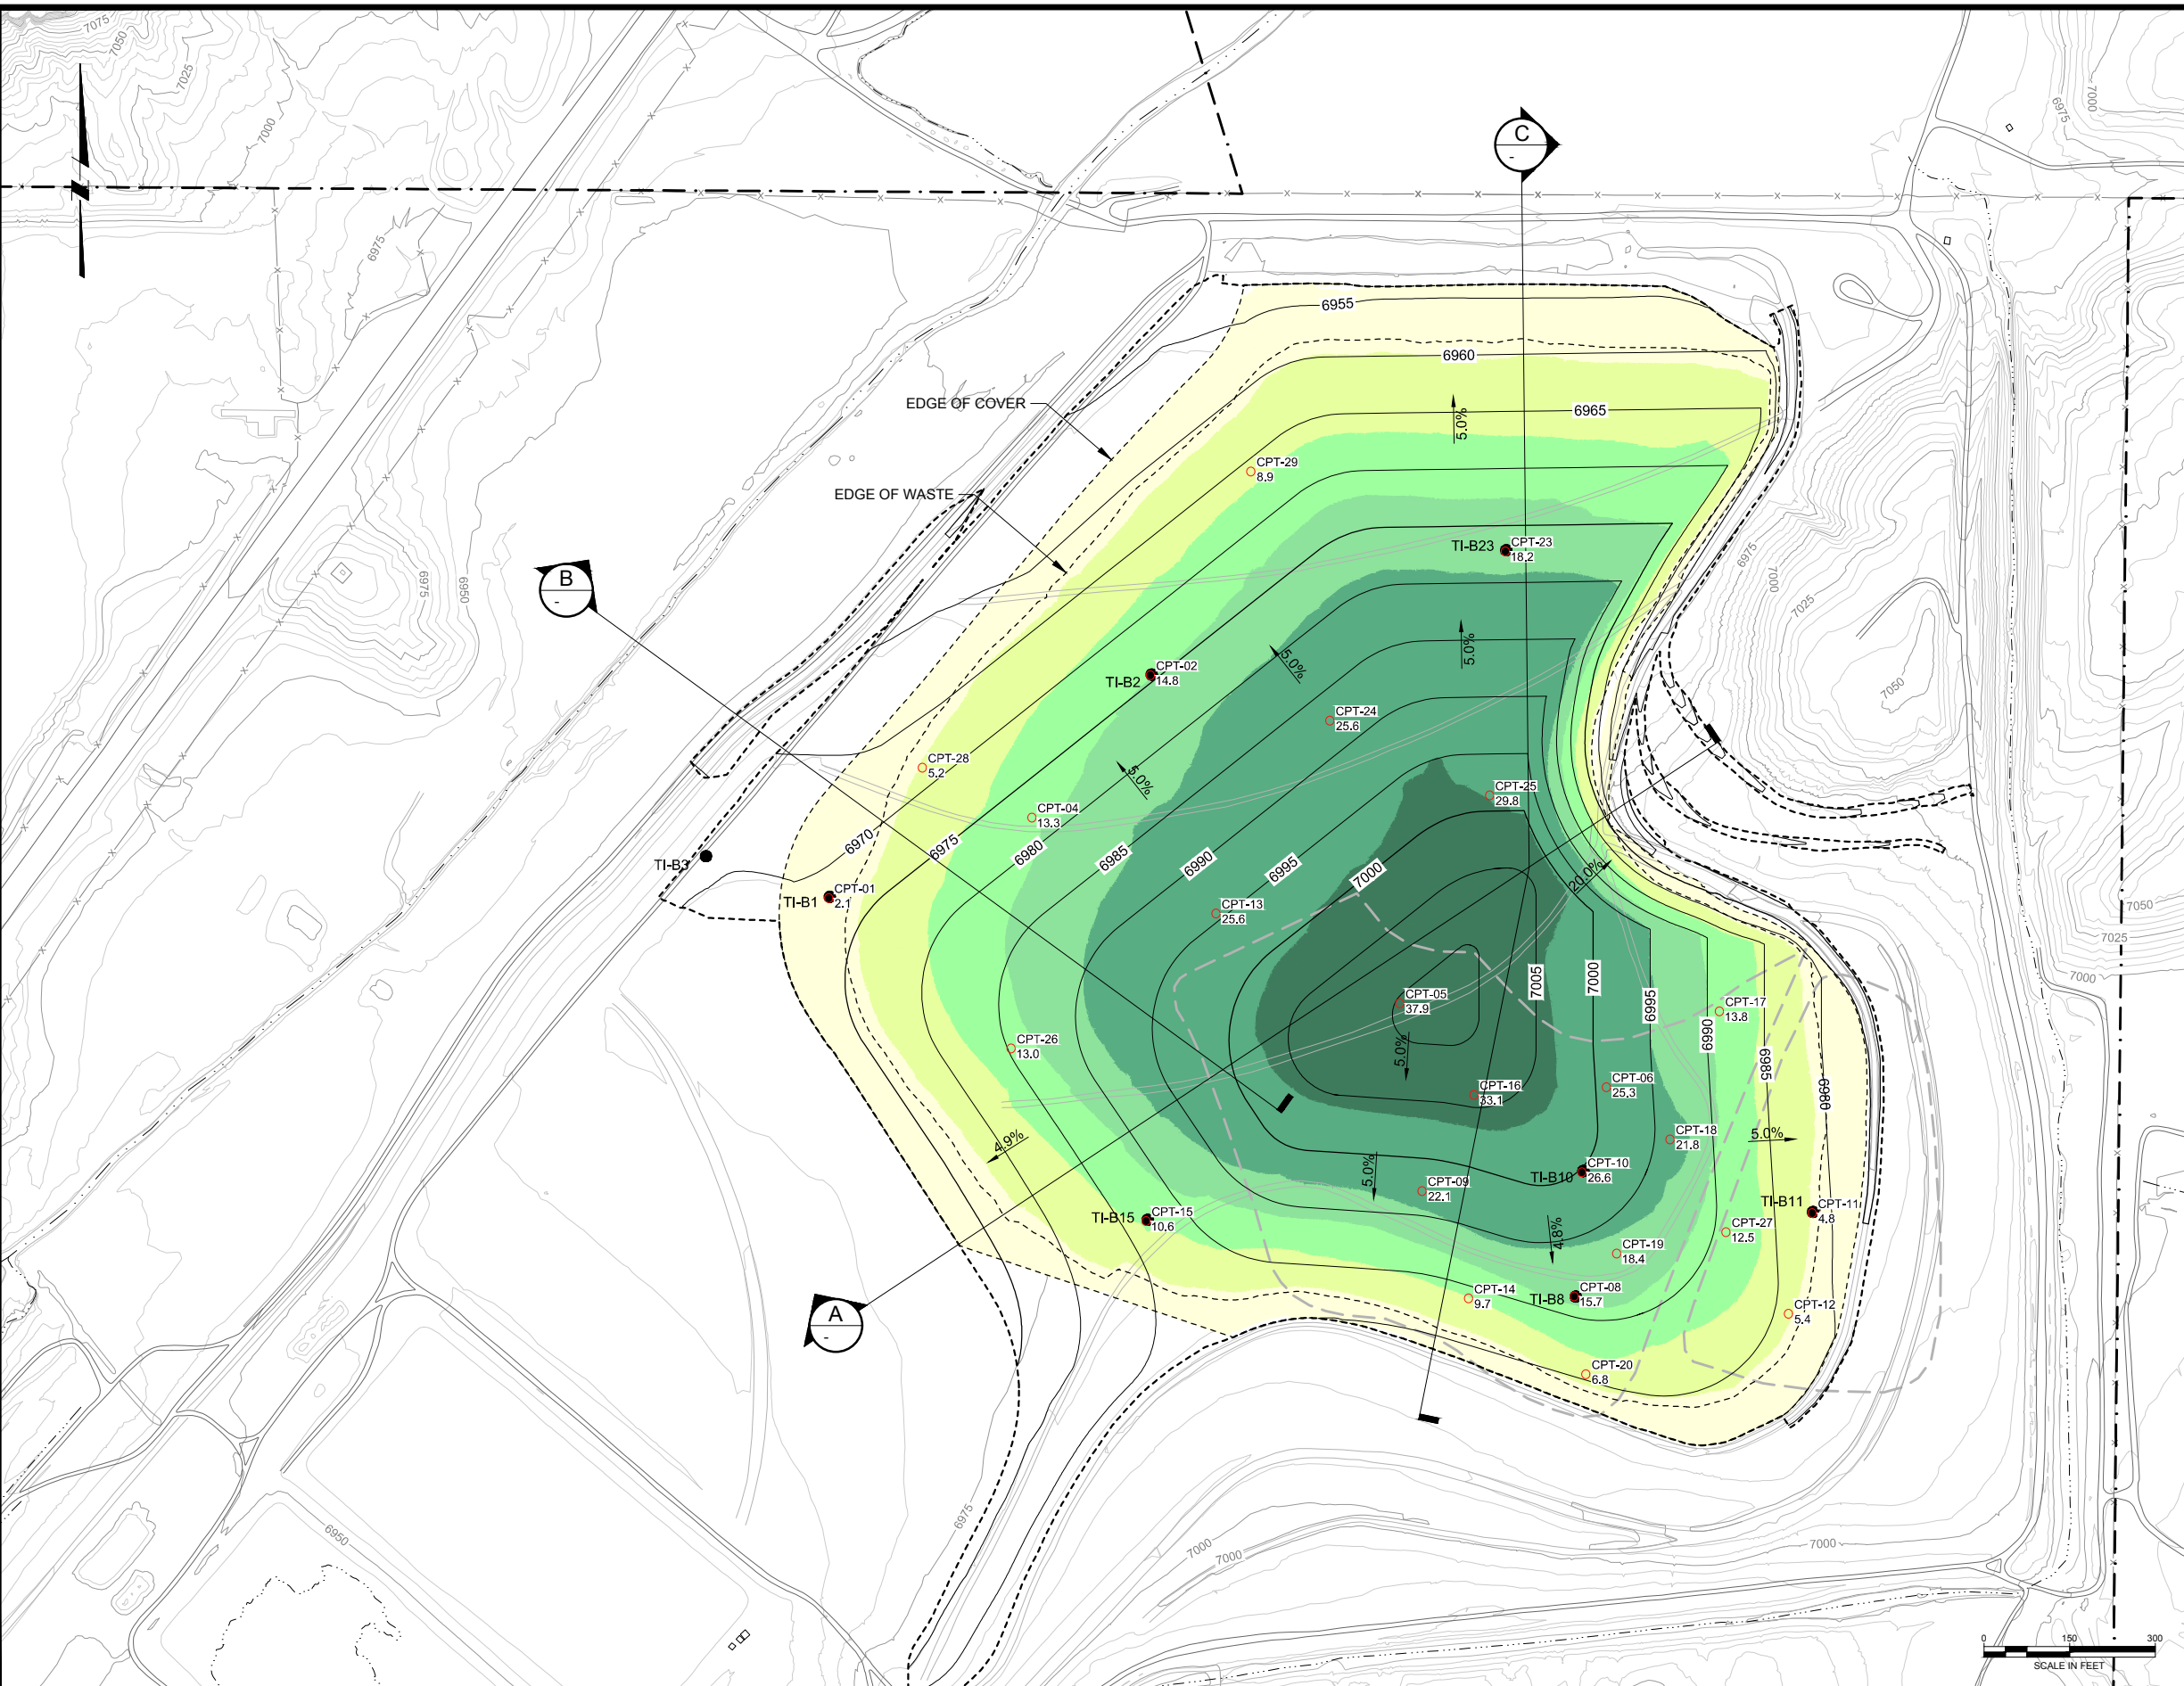 7075
7050
7025
7000
6975
C
-
7000
6975
6955
6960
EDGE OF COVER
6965
5.0%
CPT-29
8.9
EDGE OF WASTE
TI-B23
CPT-23
18.2
6975
7000
7025
B
-
6975
6950
5.0%
5.0%
CPT-02
14.8
TI-B2
7050
CPT-24
25.6
CPT-28
5.2
5.0%
CPT-25
29.8
CPT-04
13.3
6970
6975
6980
6985
6990
6995
7000
20.0%
TI-B3
CPT-01
2.1
TI-B1
CPT-13
25.6
7050
7025
7000
CPT-05
37.9
7005
7000
6995
6990
6985
6980
CPT-17
13.8
CPT-26
13.0
5.0%
CPT-16
33.1
CPT-06
25.3
4.9%
CPT-18
21.8
5.0%
5.0%
CPT-10
26.6
TI-B10
CPT-09
22.1
TI-B11
CPT-11
4.8
TI-B15
CPT-15
10.6
4.8%
CPT-27
12.5
CPT-19
18.4
CPT-14
9.7
TI-B8
CPT-08
15.7
A
-
CPT-12
5.4
CPT-20
6.8
6975
6950
7000
7000
7000
0 150 300
SCALE IN FEET